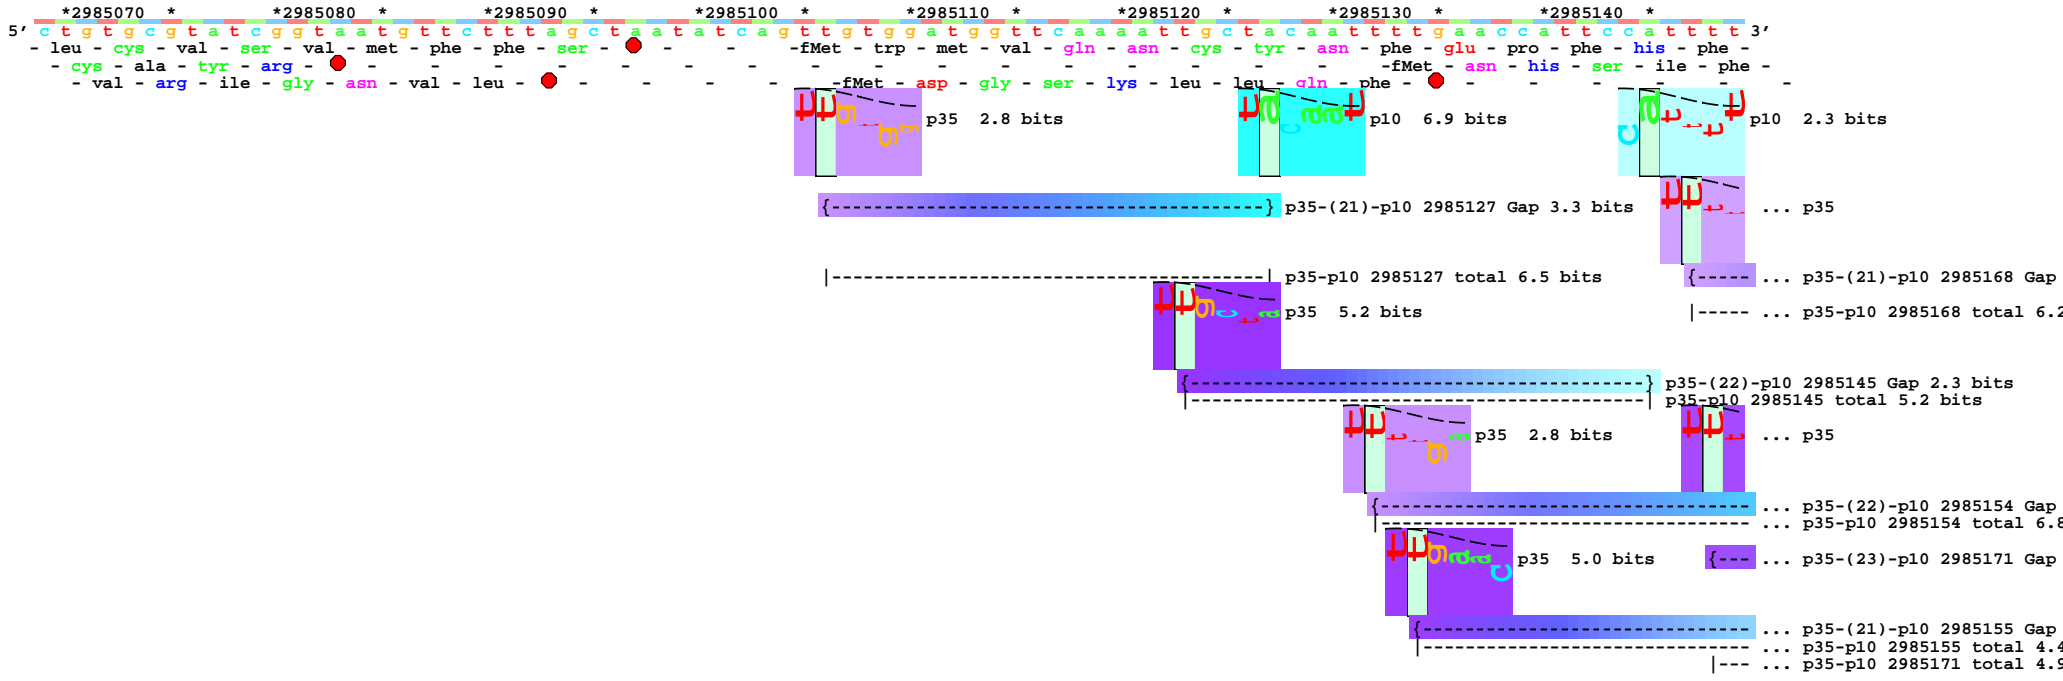 *2985070 * *2985080 * *2985090 * *2985100 * *2985110 * *2985120 * *2985130 * *2985140 *
5' c t g t g c g t a t c g g t a a t g t t c t t t a g c t a a t a t c a g t t g t g g a t g g t t c a a a a t t g c t a c a a t t t t g a a c c a t t c c a t t t t 3'
- leu - cys - val - ser - val - met - phe - phe - ser - - - -fMet - trp - met - val - gln - asn - cys - tyr - asn - phe - glu - pro - phe - his - phe -
- cys - ala - tyr - arg - - - - - - - - - - - - - - - - - -fMet - asn - his - ser - ile - phe -
- val - arg - ile - gly - asn - val - leu - - - - - -fMet - asp - gly - ser - lys - leu - leu - gln - phe - - - - - - -
t t g t g g p35 2.8 bits
t a c a a t p10 6.9 bits
c a t t t t p10 2.3 bits
{---------------------} p35-(21)-p10 2985127 Gap 3.3 bits
t t t t ... p35
|---------------------| p35-p10 2985127 total 6.5 bits
{----- ... p35-(21)-p10 2985168 Gap
t t g c t a p35 5.2 bits
|----- ... p35-p10 2985168 total 6.2
{----------------------} p35-(22)-p10 2985145 Gap 2.3 bits
|----------------------| p35-p10 2985145 total 5.2 bits
t t t t g a p35 2.8 bits
t t t ... p35
{------------------ ... p35-(22)-p10 2985154 Gap
|------------------ ... p35-p10 2985154 total 6.8
t t g a a c p35 5.0 bits
{--- ... p35-(23)-p10 2985171 Gap
{---------------- ... p35-(21)-p10 2985155 Gap
|---------------- ... p35-p10 2985155 total 4.4
|--- ... p35-p10 2985171 total 4.9